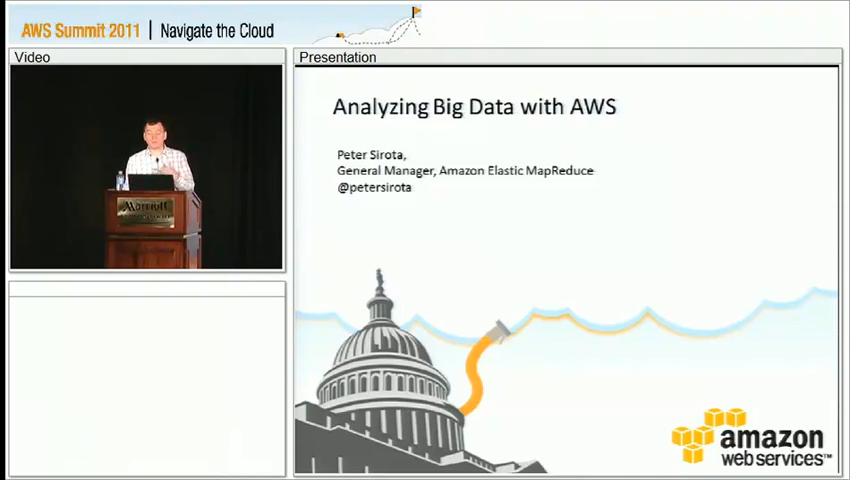 AWS Summit 2011 | Navigate the Cloud
Video
Presentation
Marriott
Analyzing Big Data with AWS
Peter Sirota,
General Manager, Amazon Elastic MapReduce
@petersirota
amazon
web services™